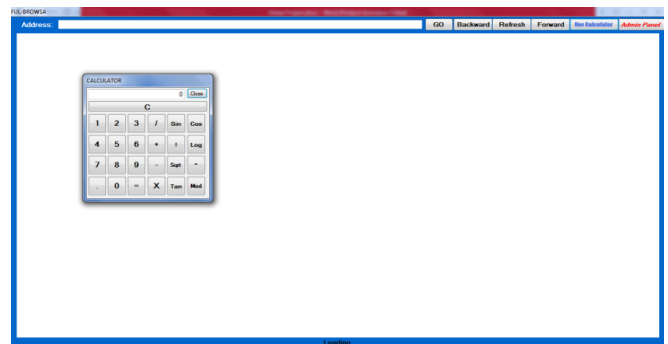 FUL-BROWSA
Address: GO Backward Refresh Forward Use Calculator Admin Panel
CALCULATOR
0 Close
C
1 2 3 / Sin Cos
4 5 6 + ! Log
7 8 9 - Sqrt ^
. 0 = X Tan Mod
Loading